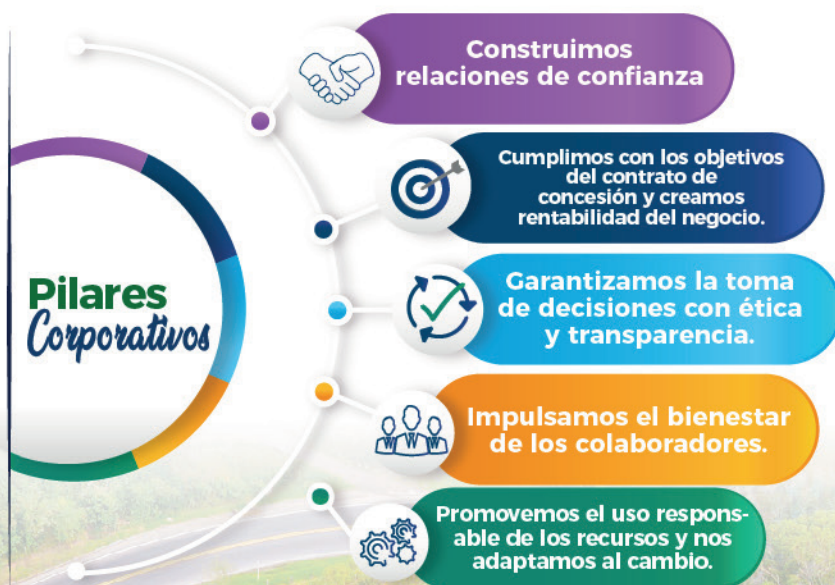 Pilares
Corporativos
Construimos
relaciones de confianza
Cumplimos con los objetivos
del contrato de
concesión y creamos
rentabilidad del negocio.
Garantizamos la toma
de decisiones con ética
y transparencia.
Impulsamos el bienestar
de los colaboradores.
Promovemos el uso respons-
able de los recursos y nos
adaptamos al cambio.